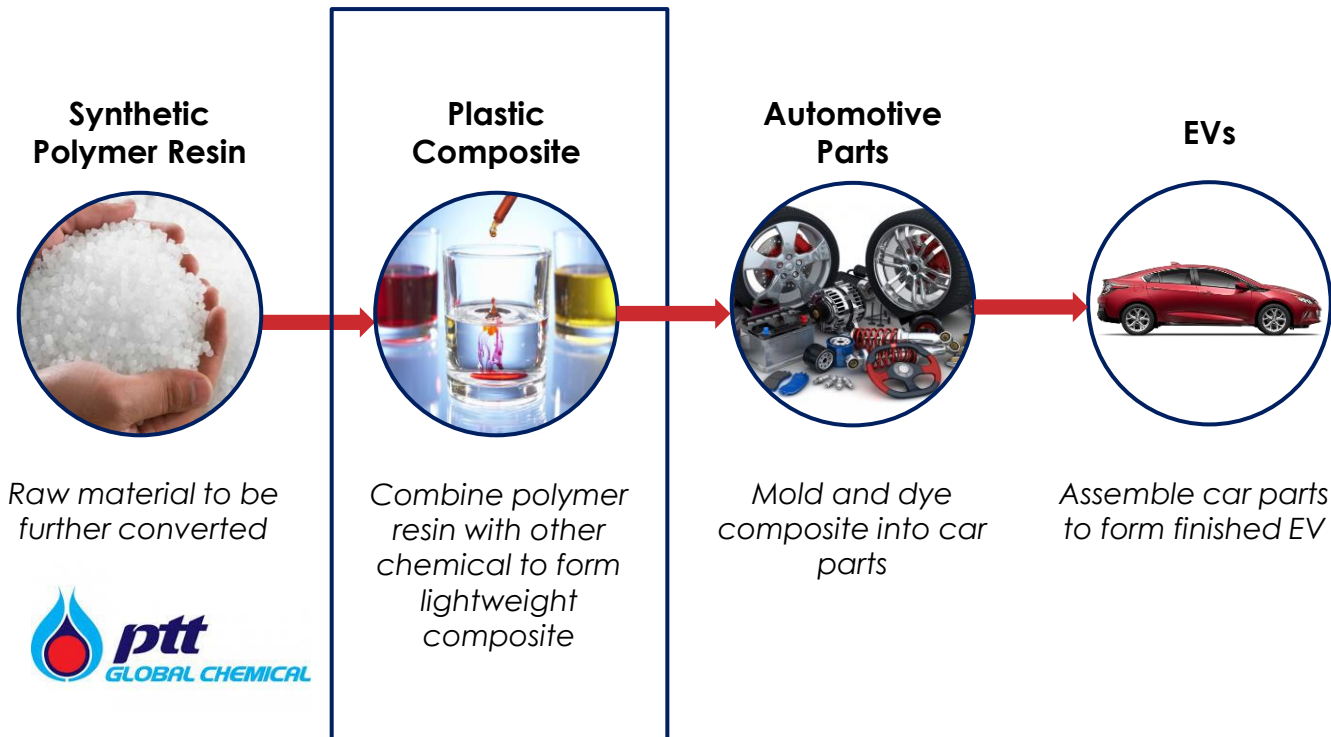 Synthetic
Polymer Resin
Plastic
Composite
Automotive
Parts
EVs
Raw material to be
further converted
Combine polymer
resin with other
chemical to form
lightweight
composite
Mold and dye
composite into car
parts
Assemble car parts
to form finished EV
ptt
GLOBAL CHEMICAL